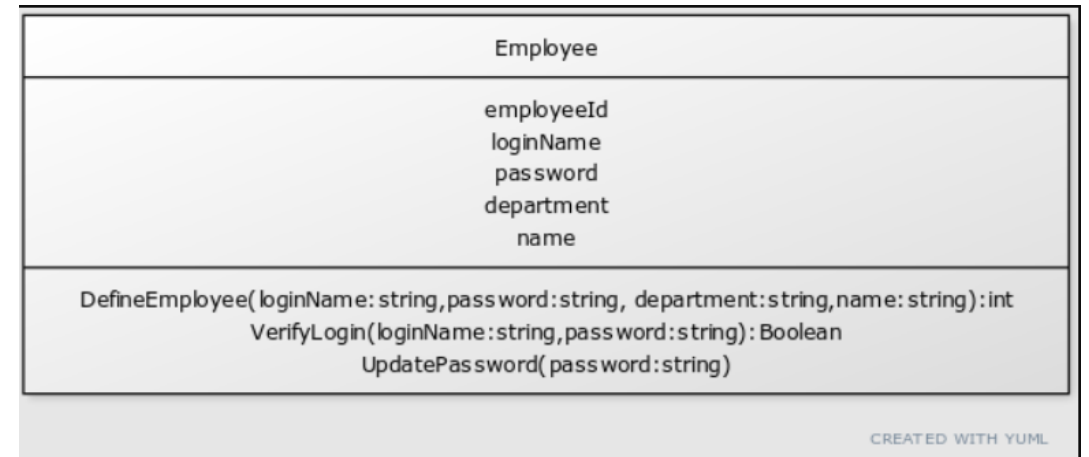 Employee
employeeId
loginName
password
department
name
DefineEmployee(loginName:string,password:string, department:string,name:string):int
VerifyLogin(loginName:string,password:string):Boolean
UpdatePassword(password:string)
CREATED WITH YUML